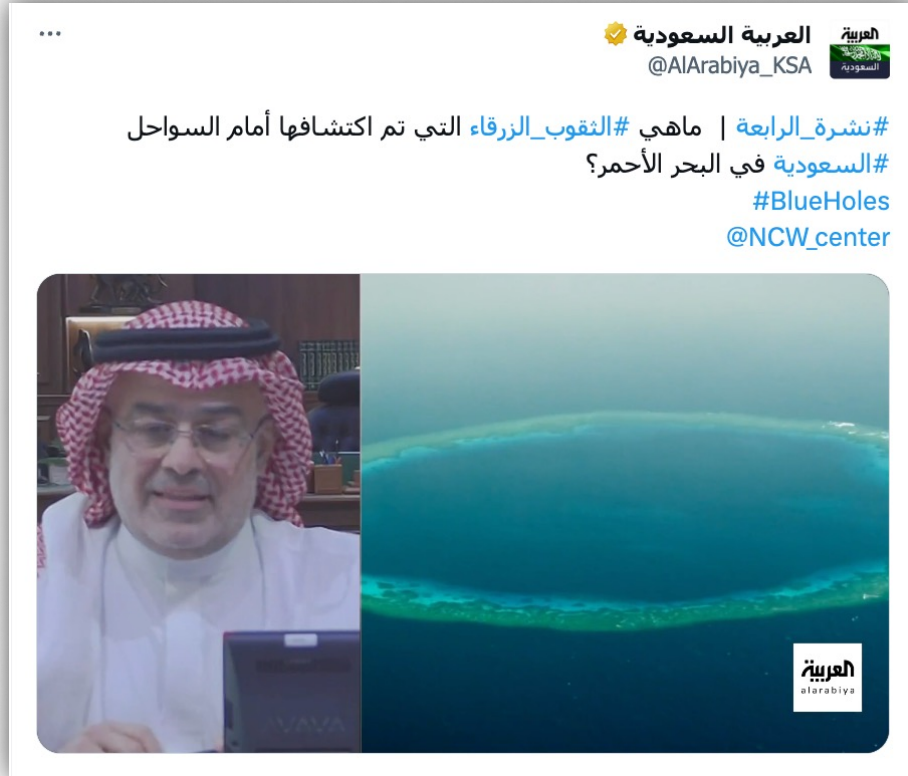 العربية السعودية
@AlArabiya_KSA
العربية
السعودية
#نشرة_الرابعة | ماهي #الثقوب_الزرقاء التي تم اكتشافها أمام السواحل
#السعودية في البحر الأحمر؟
#BlueHoles
@NCW_center
VAVA
العربية
alarabiya